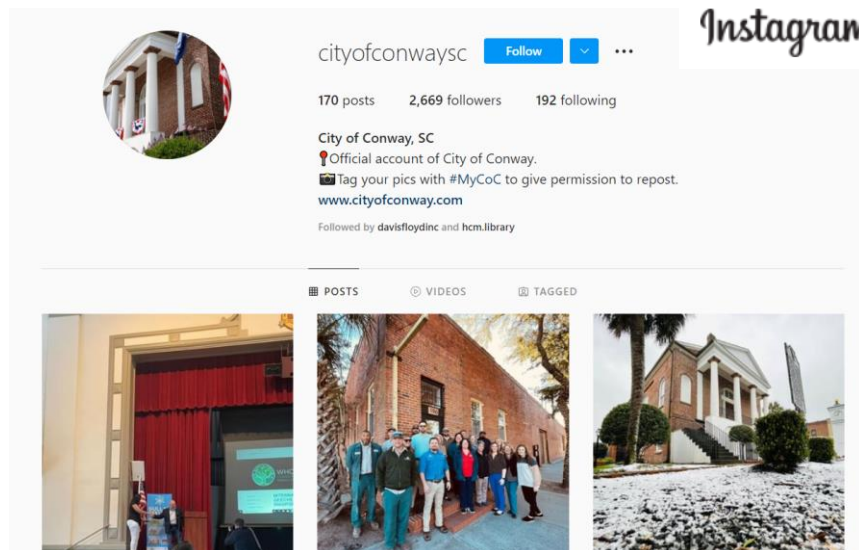 Instagram
cityofconwaysc Follow
170 posts 2,669 followers 192 following
City of Conway, SC
Official account of City of Conway.
Tag your pics with #MyCoC to give permission to repost.
www.cityofconway.com
Followed by davisfloydinc and hcm.library
POSTS VIDEOS TAGGED